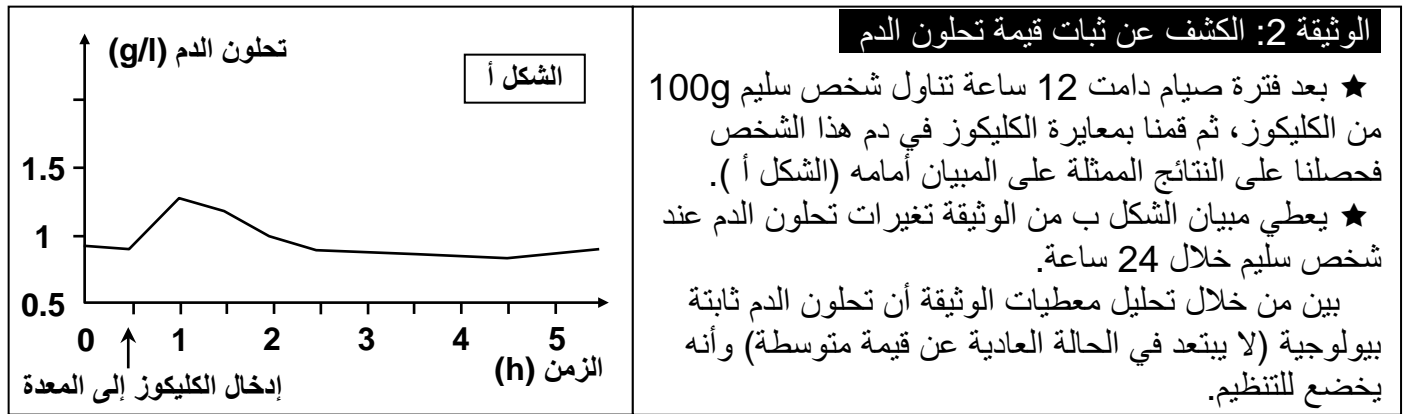 الوثيقة 2: الكشف عن ثبات قيمة تحلون الدم
★ بعد فترة صيام دامت 12 ساعة تناول شخص سليم 100g
من الكليكوز، ثم قمنا بمعايرة الكليكوز في دم هذا الشخص
فحصلنا على النتائج الممثلة على المبيان أمامه (الشكل أ ).
★ يعطي مبيان الشكل ب من الوثيقة تغيرات تحلون الدم عند
شخص سليم خلال 24 ساعة.
بين من خلال تحليل معطيات الوثيقة أن تحلون الدم ثابتة
بيولوجية (لا يبتعد في الحالة العادية عن قيمة متوسطة) وأنه
يخضع للتنظيم.
تحلون الدم (g/l)
الشكل أ
1.5
1
0.5
0 1 2 3 4 5
الزمن (h)
إدخال الكليكوز إلى المعدة